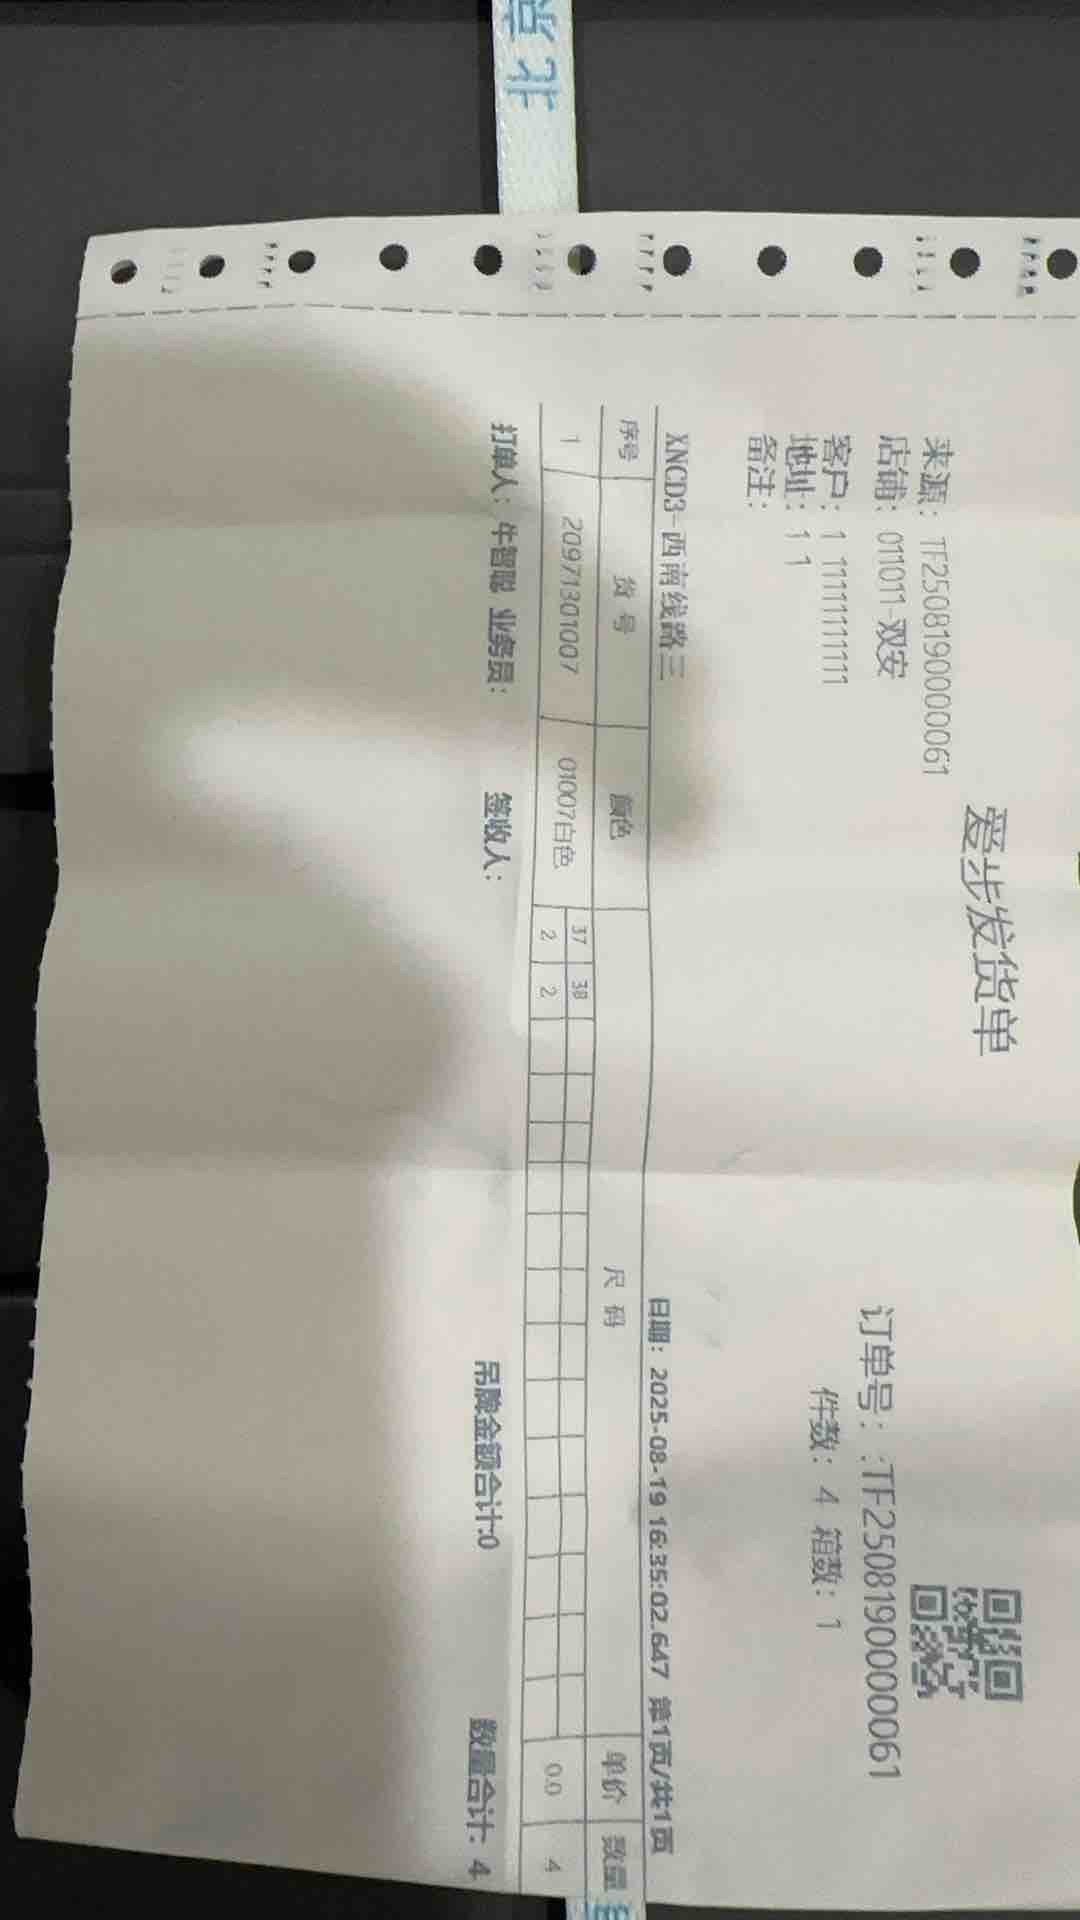 爱步发货单
来源：TF25081900000061
店铺：011011-双安
订单号：:TF25081900000061
客户：1 11111111111
件数：4 箱数：1
地址：1 1
备注：
XNCD3-西南线路三
日期：2025-08-19 16:35:02.647 第1页/共1页
序号 货号 颜色 尺码 单价 数量
37 38
1 20971301007 01007白色 2 2 0.0 4
打单人：牛智聪 业务员： 签收人： 吊牌金额合计:0 数量合计: 4